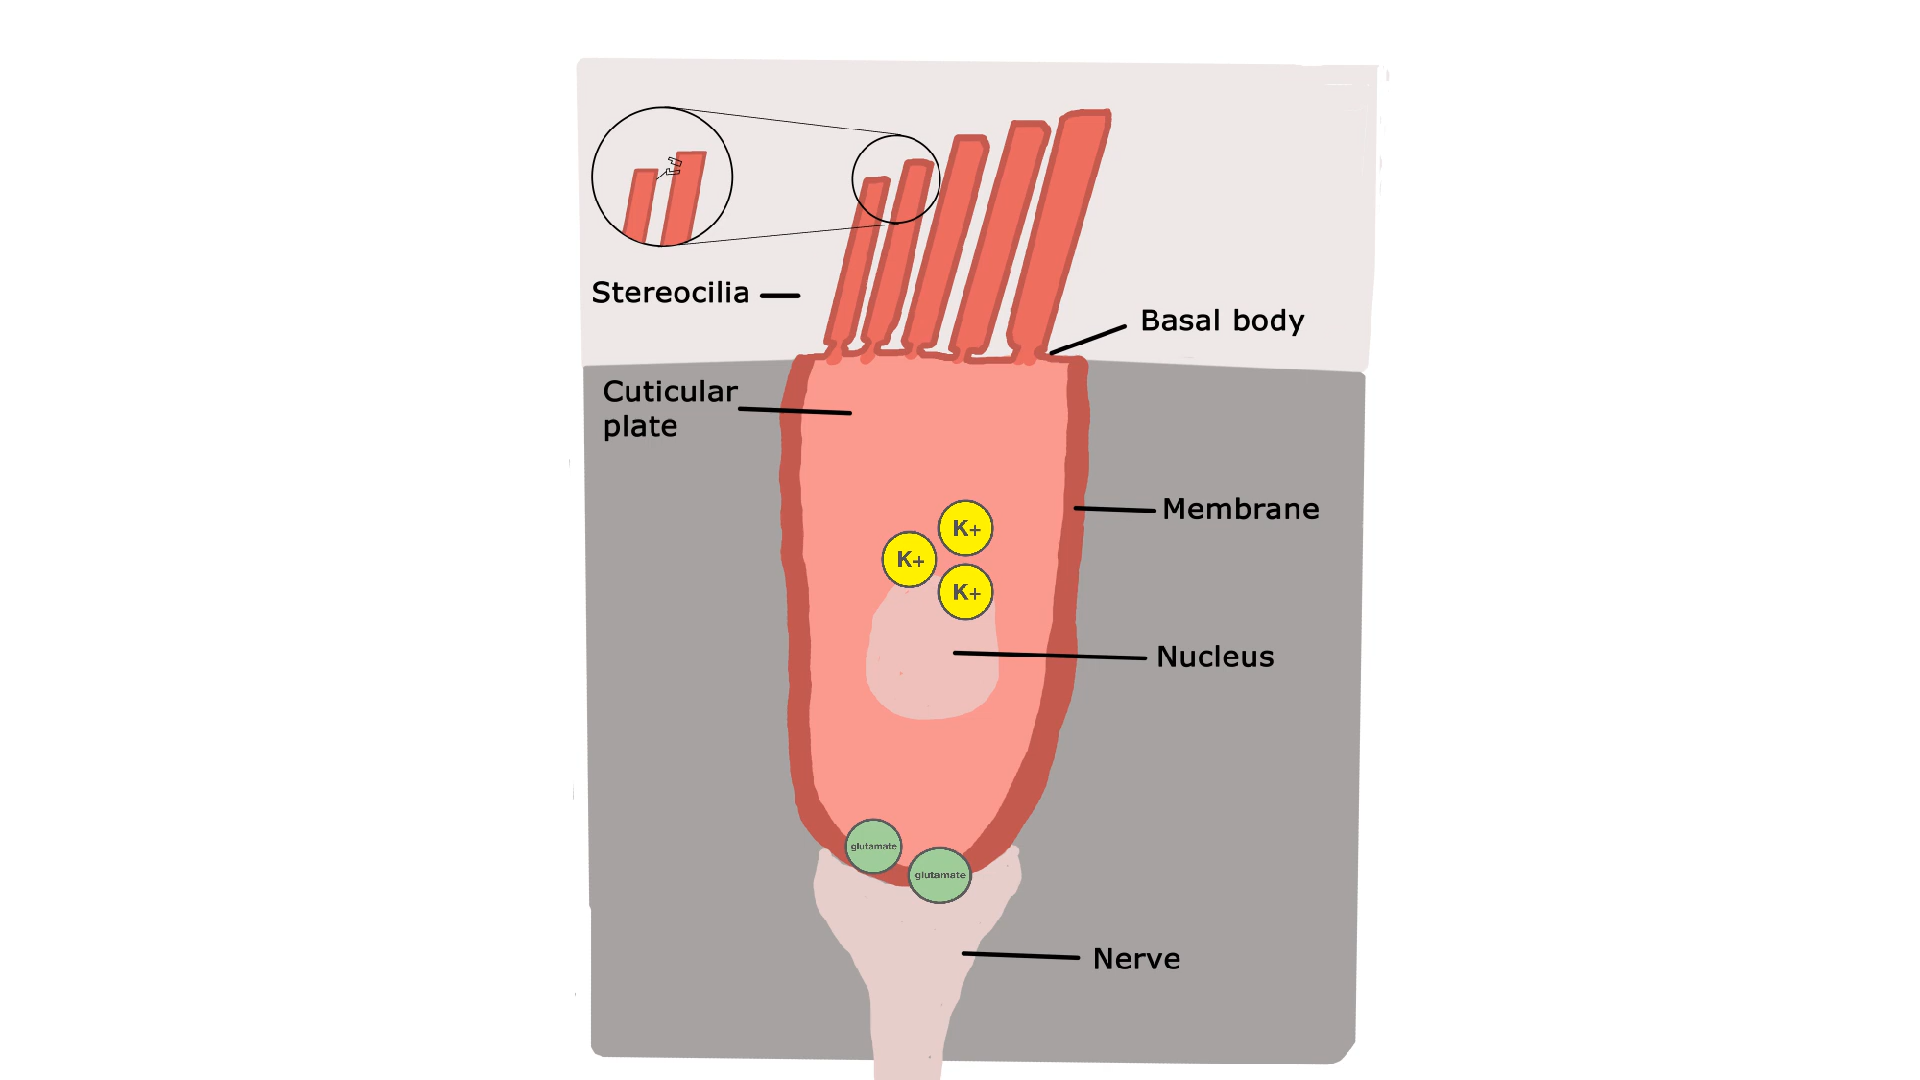 Stereocilia
Basal body
Cuticular
plate
Membrane
K+
K+
K+
Nucleus
glutamate
glutamate
Nerve